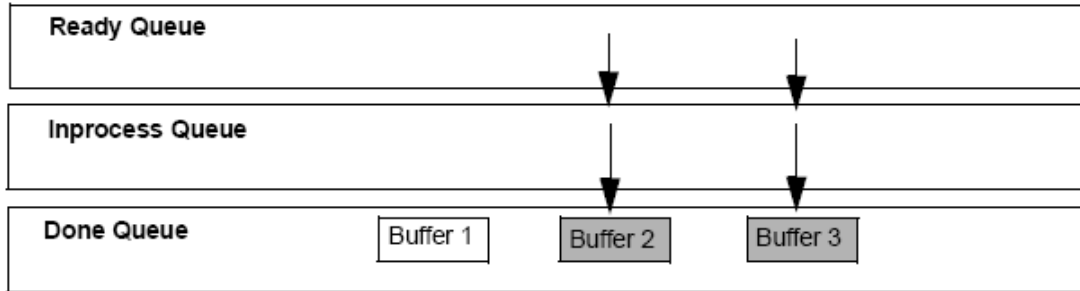 Ready Queue
Inprocess Queue
Done Queue
Buffer 1
Buffer 2
Buffer 3